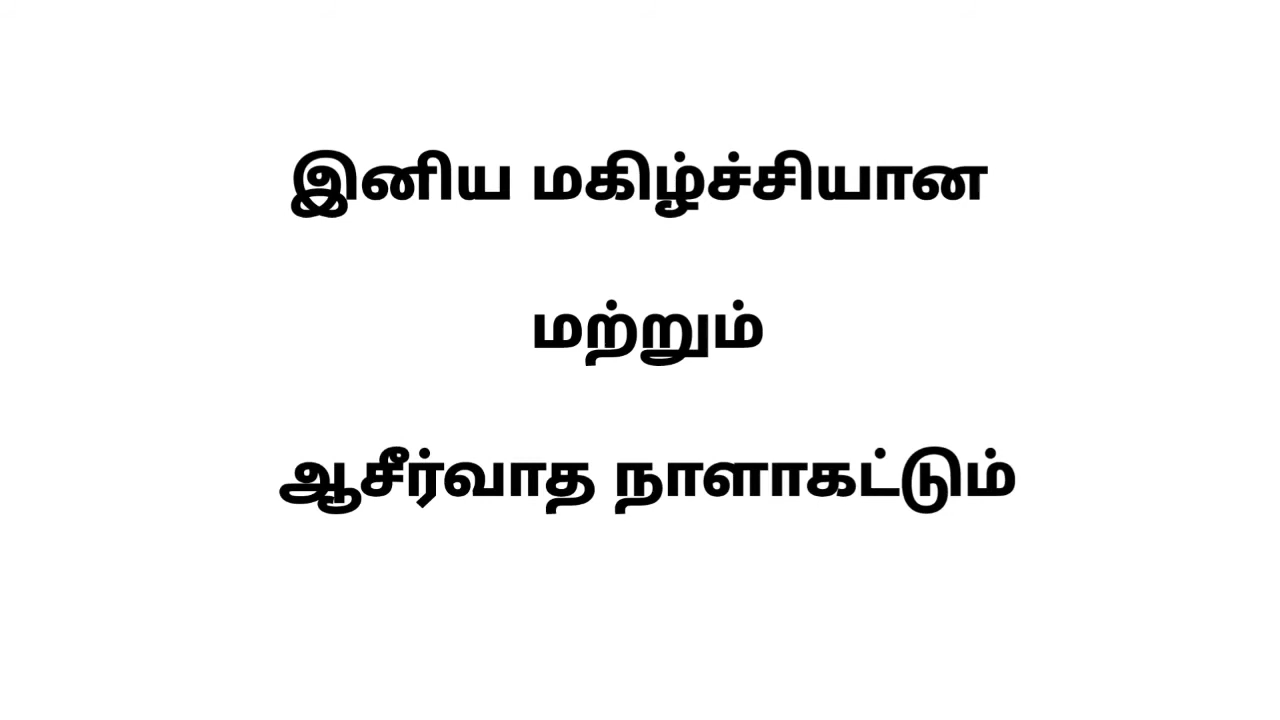 இனிய மகிழ்ச்சியான
மற்றும்
ஆசீர்வாத நாளாகட்டும்